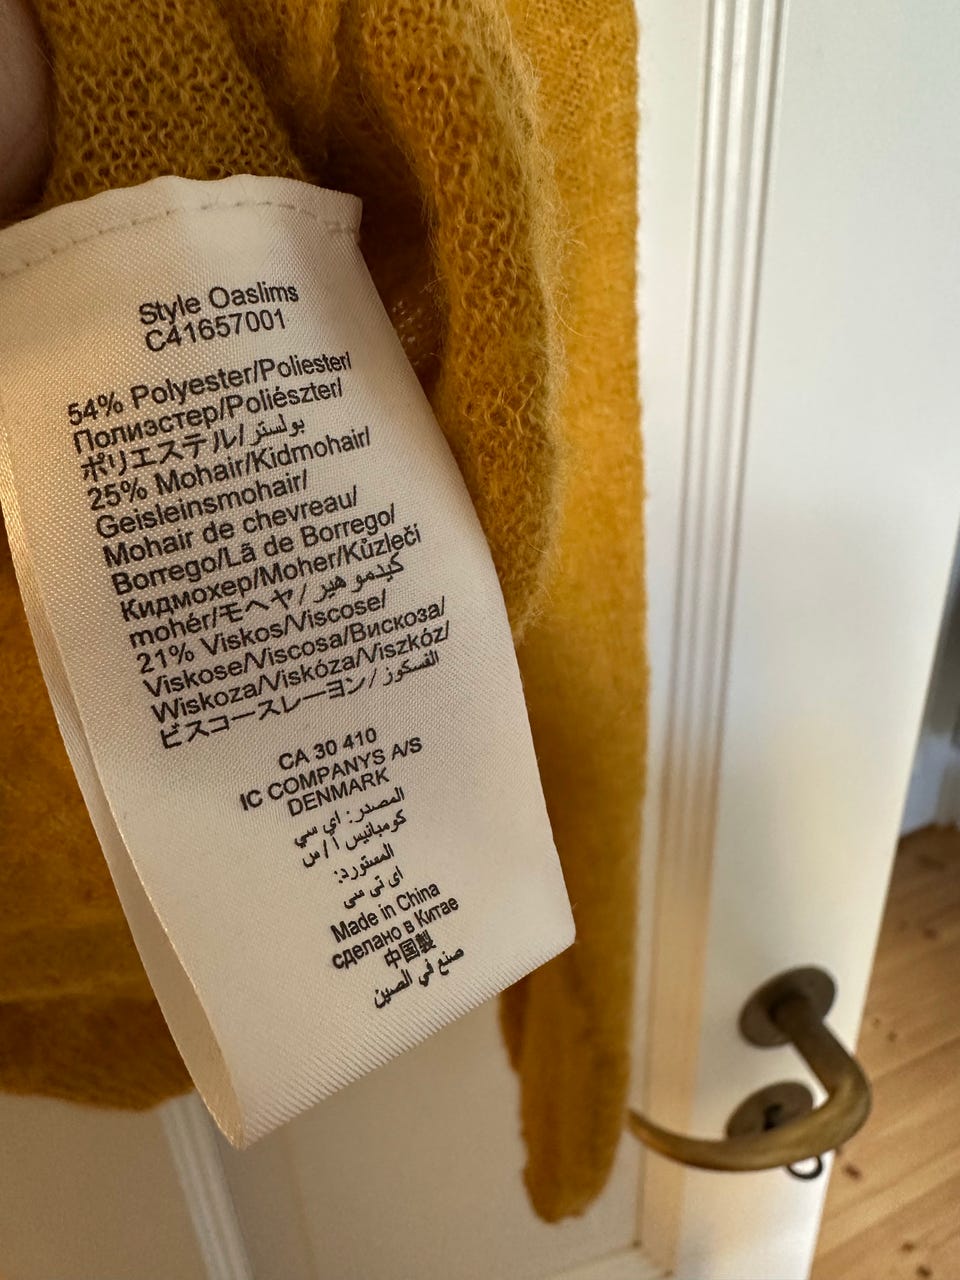 Style Oaslims
C41657001
54% Polyester/Poliester/
Полиэстер/Poliészter/
ポリエステル/بولستر
25% Mohair/Kidmohair/
Geisleinsmohair/
Mohair de chevreau/
Borrego/Lã de Borrego/
Кидмохер/Moher/Kůzlečí
mohér/モヘヤ/كيدمو هير
21% Viskos/Viscose/
Viskose/Viscosa/Вискоза/
Wiskoza/Viskóza/Viszkóz/
ビスコースレーヨン/الفسكوز
CA 30 410
IC COMPANYS A/S
DENMARK
المصدر: اي سي
كومبانيس ا/س
المستورد:
اى تى سى
Made in China
сделано в Китае
中国製
صنع في الصين